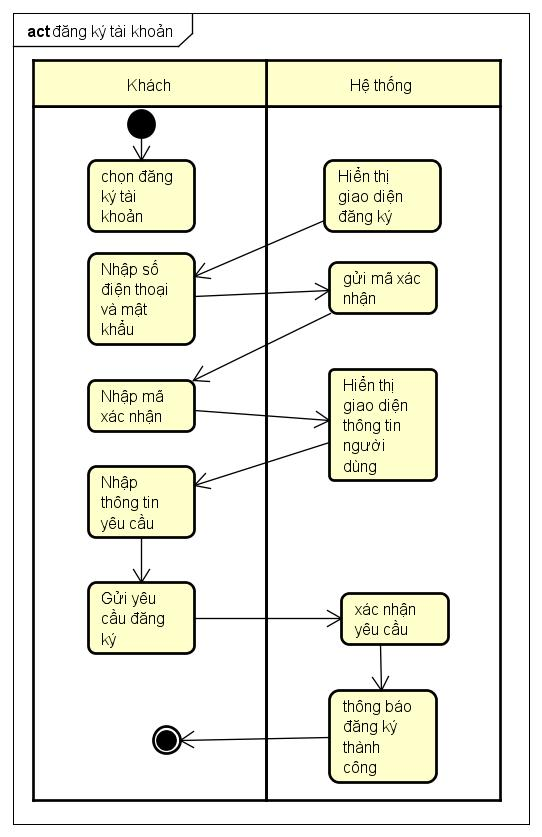 act đăng ký tài khoản
Khách
Hệ thống
chọn đăng
ký tài
khoản
Hiển thị
giao diện
đăng ký
Nhập số
điện thoại
và mật
khẩu
gửi mã xác
nhận
Nhập mã
xác nhận
Hiển thị
giao diện
thông tin
người
dùng
Nhập
thông tin
yêu cầu
Gửi yêu
cầu đăng
ký
xác nhận
yêu cầu
thông báo
đăng ký
thành
công